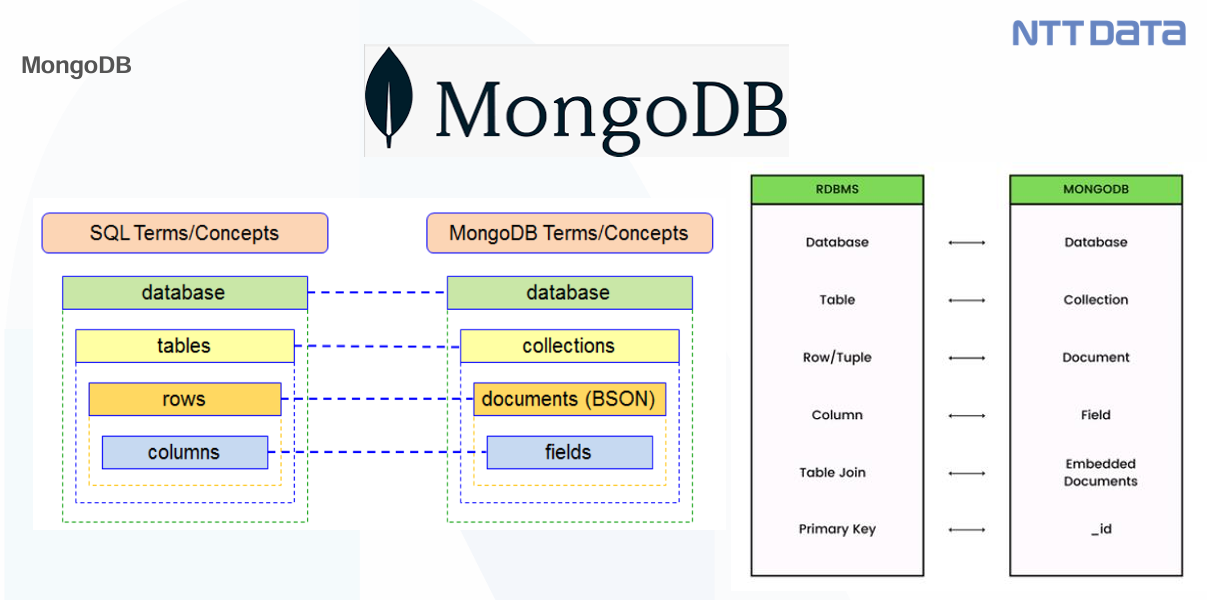 NTT DATA
MongoDB
MongoDB
SQL Terms/Concepts
MongoDB Terms/Concepts
database
database
tables
collections
rows
documents (BSON)
columns
fields
RDBMS
MONGODB
Database
Database
Table
Collection
Row/Tuple
Document
Column
Field
Table Join
Embedded
Documents
Primary Key
_id